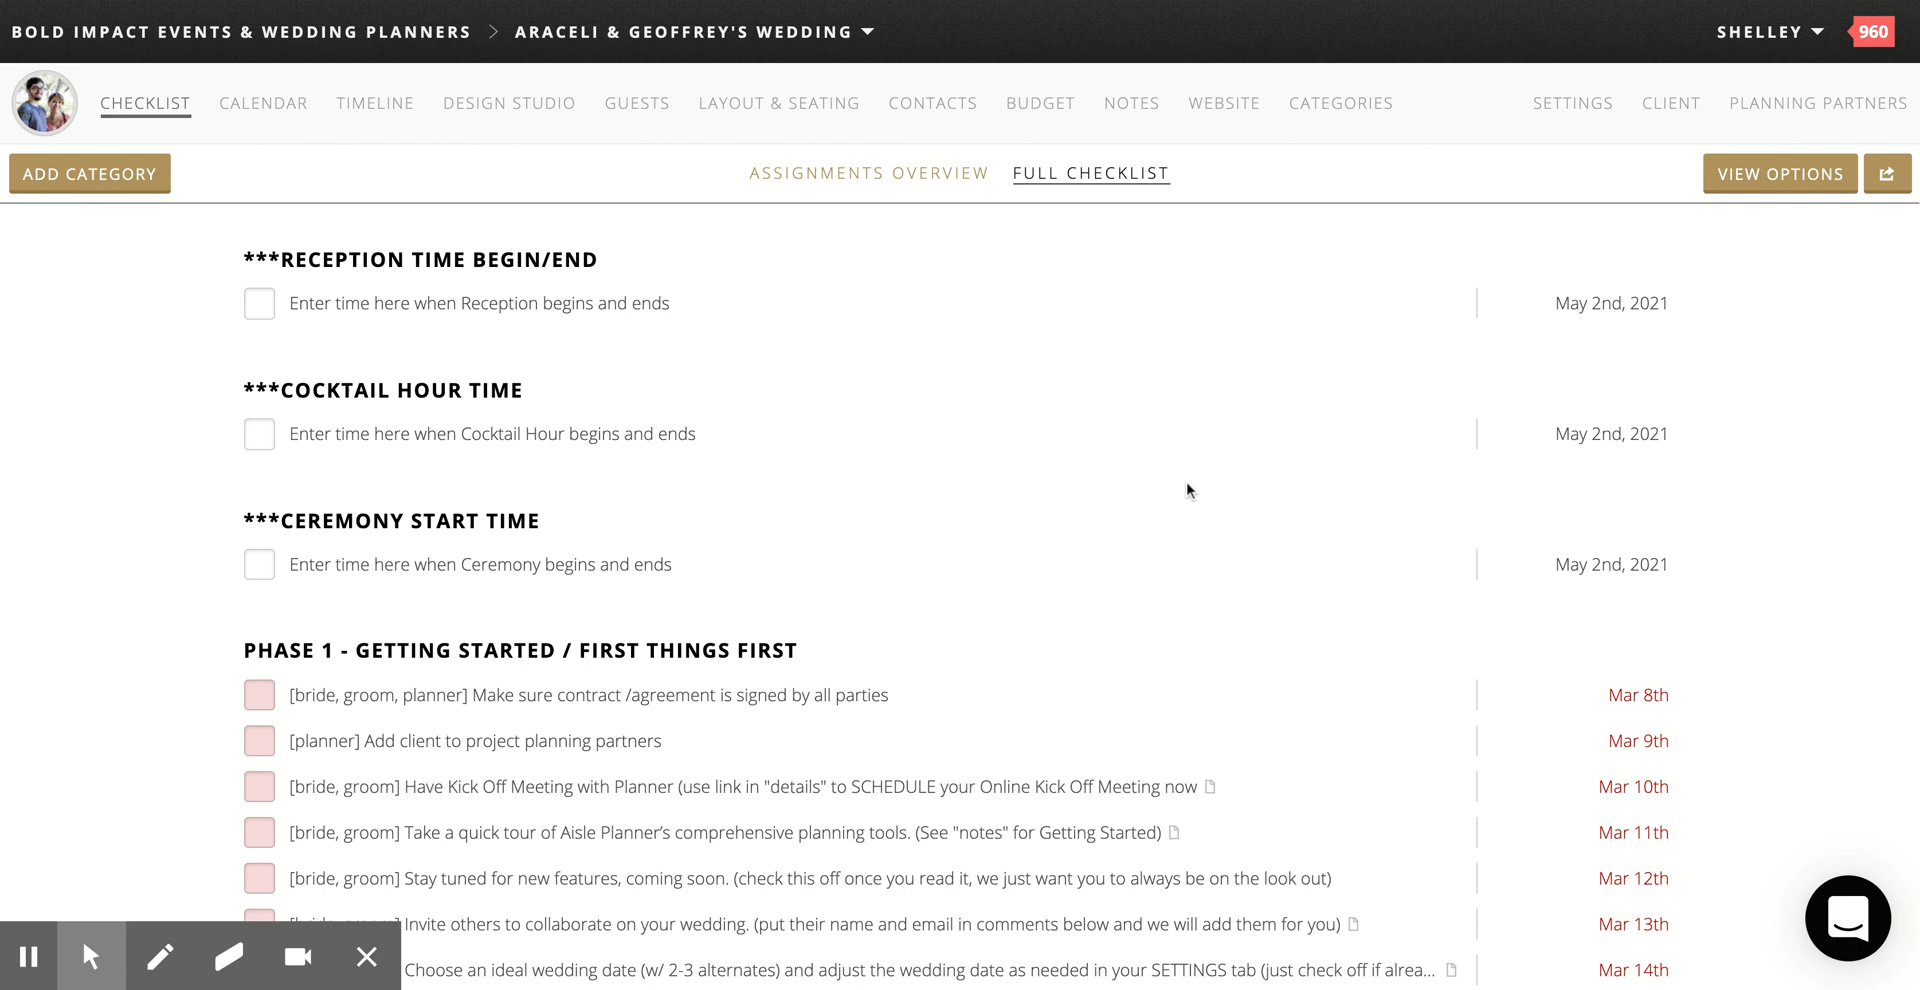 BOLD IMPACT EVENTS & WEDDING PLANNERS > ARACELI & GEOFFREY'S WEDDING SHELLEY 960
CHECKLIST CALENDAR TIMELINE DESIGN STUDIO GUESTS LAYOUT & SEATING CONTACTS BUDGET NOTES WEBSITE CATEGORIES SETTINGS CLIENT PLANNING PARTNERS
ADD CATEGORY ASSIGNMENTS OVERVIEW FULL CHECKLIST VIEW OPTIONS
***RECEPTION TIME BEGIN/END
Enter time here when Reception begins and ends May 2nd, 2021
***COCKTAIL HOUR TIME
Enter time here when Cocktail Hour begins and ends May 2nd, 2021
***CEREMONY START TIME
Enter time here when Ceremony begins and ends May 2nd, 2021
PHASE 1 - GETTING STARTED / FIRST THINGS FIRST
[bride, groom, planner] Make sure contract /agreement is signed by all parties Mar 8th
[planner] Add client to project planning partners Mar 9th
[bride, groom] Have Kick Off Meeting with Planner (use link in "details" to SCHEDULE your Online Kick Off Meeting now Mar 10th
[bride, groom] Take a quick tour of Aisle Planner's comprehensive planning tools. (See "notes" for Getting Started) Mar 11th
[bride, groom] Stay tuned for new features, coming soon. (check this off once you read it, we just want you to always be on the look out) Mar 12th
Invite others to collaborate on your wedding. (put their name and email in comments below and we will add them for you) Mar 13th
Choose an ideal wedding date (w/ 2-3 alternates) and adjust the wedding date as needed in your SETTINGS tab (just check off if alrea... Mar 14th